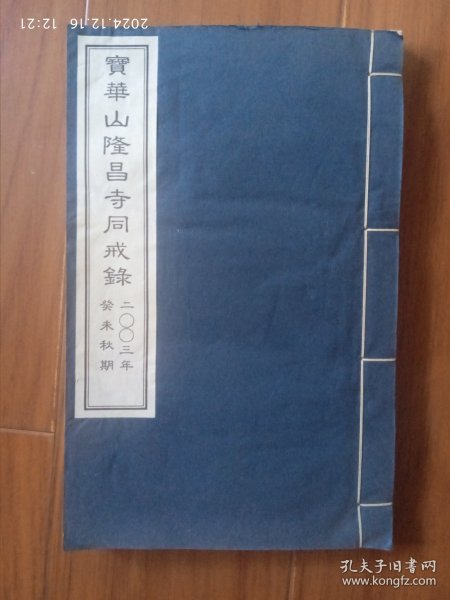 2024.12.16 12:21
寶華山隆昌寺同戒錄
二〇〇三年
癸未秋期
孔夫子旧书网
www.kongfz.com